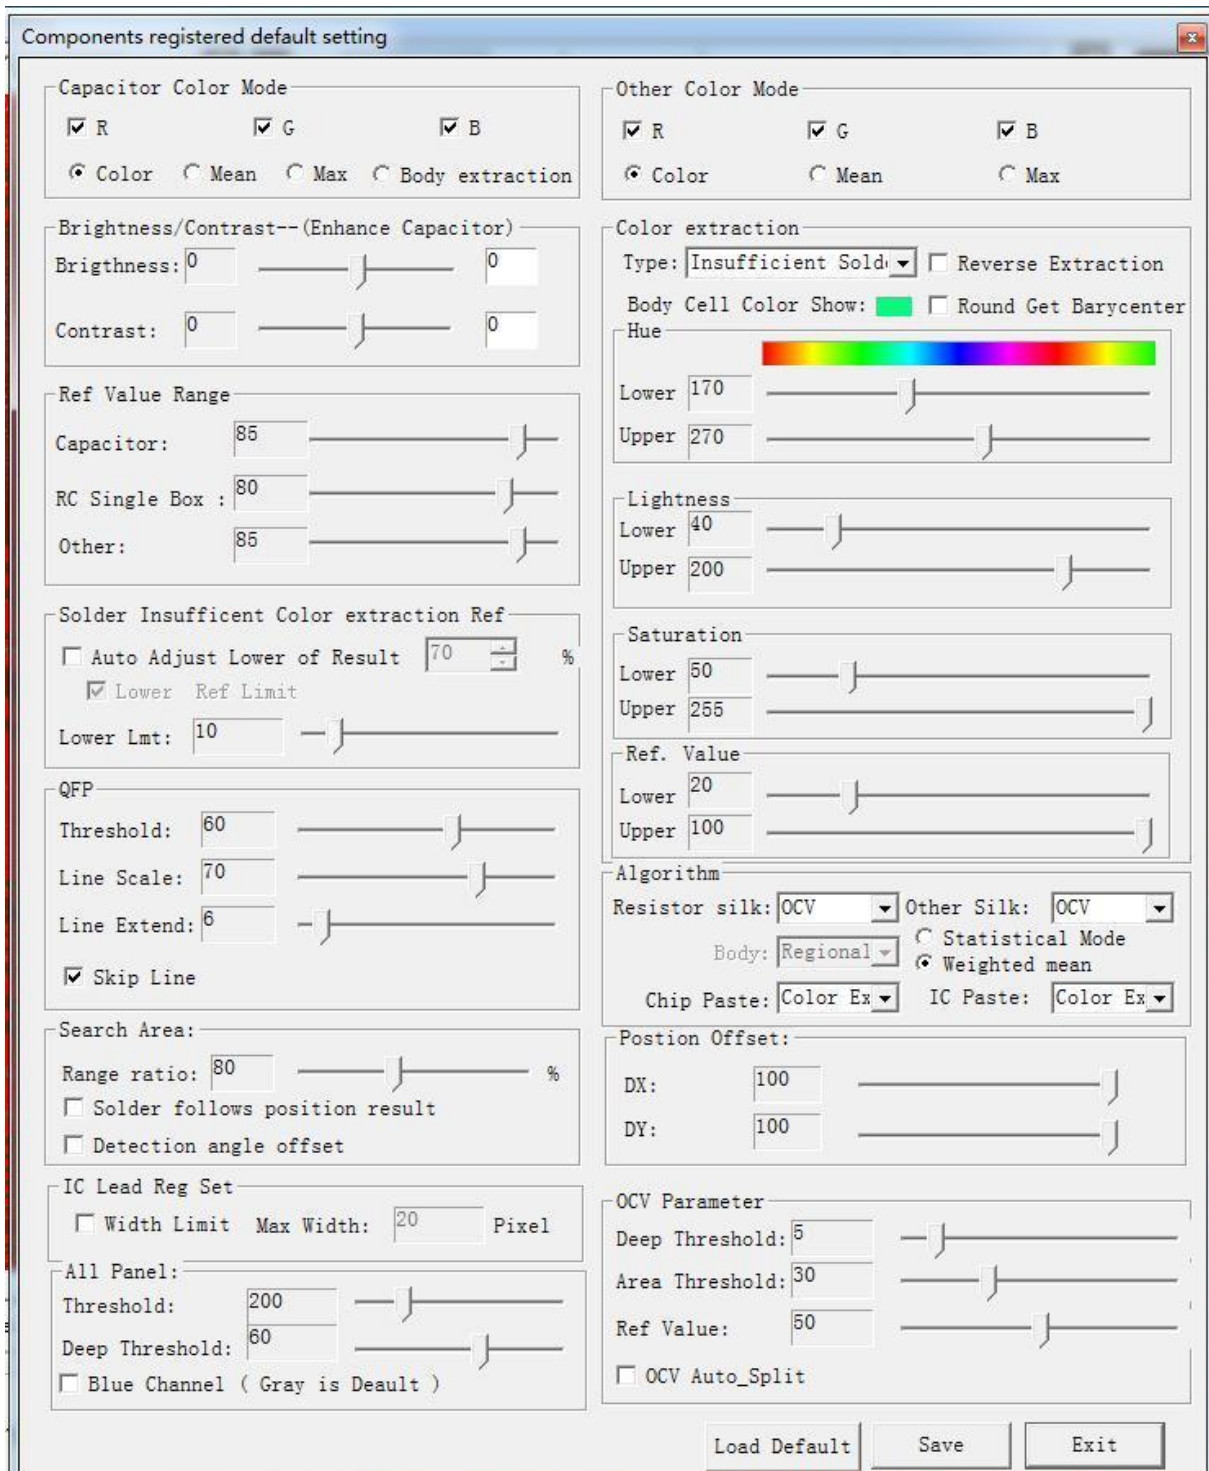 Components registered default setting
Capacitor Color Mode
R G B
Color Mean Max Body extraction
Brightness/Contrast--(Enhance Capacitor)
Brigthness: 0 0
Contrast: 0 0
Ref Value Range
Capacitor: 85
RC Single Box : 80
Other: 85
Solder Insufficent Color extraction Ref
Auto Adjust Lower of Result 70 %
Lower Ref Limit
Lower Lmt: 10
QFP
Threshold: 60
Line Scale: 70
Line Extend: 6
Skip Line
Search Area:
Range ratio: 80 %
Solder follows position result
Detection angle offset
IC Lead Reg Set
Width Limit Max Width: 20 Pixel
All Panel:
Threshold: 200
Deep Threshold: 60
Blue Channel ( Gray is Deault )
Other Color Mode
R G B
Color Mean Max
Color extraction
Type: Insufficient Sold Reverse Extraction
Body Cell Color Show: Round Get Barycenter
Hue
Lower 170
Upper 270
Lightness
Lower 40
Upper 200
Saturation
Lower 50
Upper 255
Ref. Value
Lower 20
Upper 100
Algorithm
Resistor silk: OCV Other Silk: OCV
Body: Regional Statistical Mode
Weighted mean
Chip Paste: Color Ex IC Paste: Color Ex
Postion Offset:
DX: 100
DY: 100
OCV Parameter
Deep Threshold: 5
Area Threshold: 30
Ref Value: 50
OCV Auto_Split
Load Default Save Exit